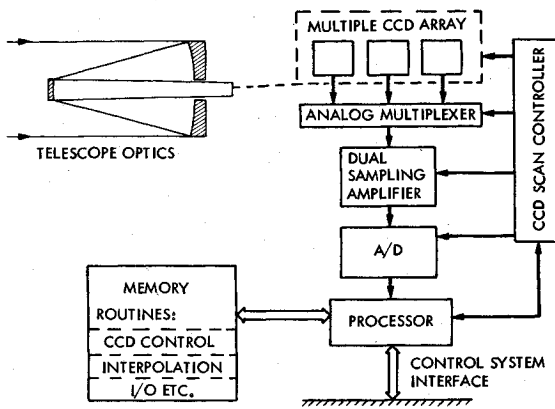 MULTIPLE CCD ARRAY
TELESCOPE OPTICS
ANALOG MULTIPLEXER
DUAL
SAMPLING
AMPLIFIER
A/D
CCD SCAN CONTROLLER
MEMORY
ROUTINES:
CCD CONTROL
INTERPOLATION
I/O ETC.
PROCESSOR
CONTROL SYSTEM
INTERFACE